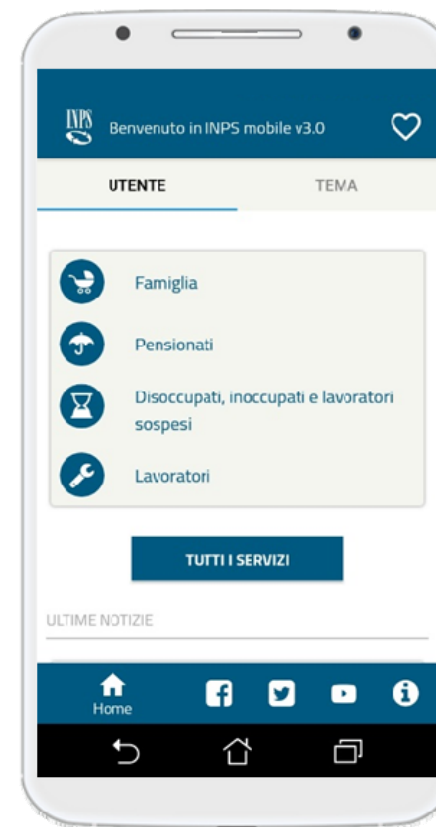 INPS
Benvenuto in INPS mobile v3.0
UTENTE
TEMA
Famiglia
Pensionati
Disoccupati, inoccupati e lavoratori
sospesi
Lavoratori
TUTTI I SERVIZI
ULTIME NOTIZIE
Home